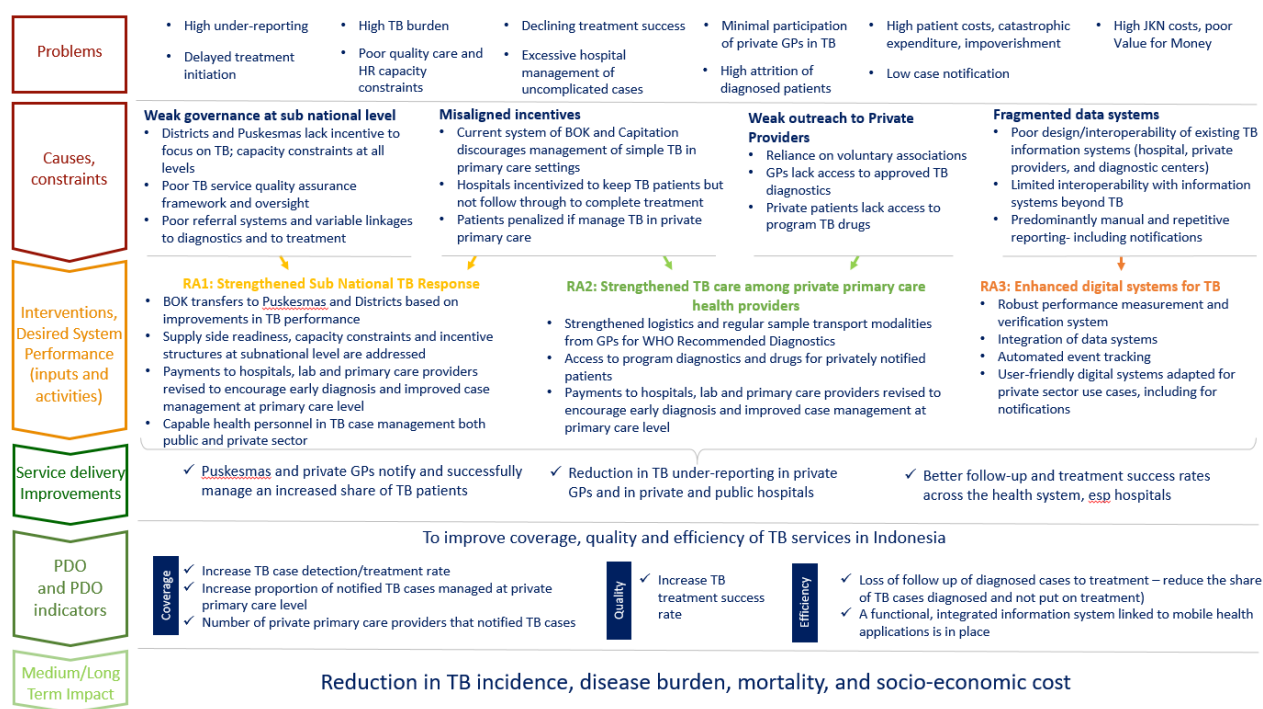 Problems
• High under-reporting
• Delayed treatment
initiation
• High TB burden
• Poor quality care and
HR capacity
constraints
• Declining treatment success
• Excessive hospital
management of
uncomplicated cases
• Minimal participation
of private GPs in TB
• High attrition of
diagnosed patients
• High patient costs, catastrophic
expenditure, impoverishment
• Low case notification
• High JKN costs, poor
Value for Money
Causes,
constraints
Weak governance at sub national level
• Districts and Puskesmas lack incentive to
focus on TB; capacity constraints at all
levels
• Poor TB service quality assurance
framework and oversight
• Poor referral systems and variable linkages
to diagnostics and to treatment
Misaligned incentives
• Current system of BOK and Capitation
discourages management of simple TB in
primary care settings
• Hospitals incentivized to keep TB patients but
not follow through to complete treatment
• Patients penalized if manage TB in private
primary care
Weak outreach to Private
Providers
• Reliance on voluntary associations
• GPs lack access to approved TB
diagnostics
• Private patients lack access to
program TB drugs
Fragmented data systems
• Poor design/interoperability of existing TB
information systems (hospital, private
providers, and diagnostic centers)
• Limited interoperability with information
systems beyond TB
• Predominantly manual and repetitive
reporting- including notifications
Interventions,
Desired System
Performance
(inputs and
activities)
RA1: Strengthened Sub National TB Response
• BOK transfers to Puskesmas and Districts based on
improvements in TB performance
• Supply side readiness, capacity constraints and incentive
structures at subnational level are addressed
• Payments to hospitals, lab and primary care providers
revised to encourage early diagnosis and improved case
management at primary care level
• Capable health personnel in TB case management both
public and private sector
RA2: Strengthened TB care among private primary care
health providers
• Strengthened logistics and regular sample transport modalities
from GPs for WHO Recommended Diagnostics
• Access to program diagnostics and drugs for privately notified
patients
• Payments to hospitals, lab and primary care providers revised to
encourage early diagnosis and improved case management at
primary care level
RA3: Enhanced digital systems for TB
• Robust performance measurement and
verification system
• Integration of data systems
• Automated event tracking
• User-friendly digital systems adapted for
private sector use cases, including for
notifications
Service delivery
Improvements
✓ Puskesmas and private GPs notify and successfully
manage an increased share of TB patients
✓ Reduction in TB under-reporting in private
GPs and in private and public hospitals
✓ Better follow-up and treatment success rates
across the health system, esp hospitals
PDO
and PDO
indicators
To improve coverage, quality and efficiency of TB services in Indonesia
Coverage
✓ Increase TB case detection/treatment rate
✓ Increase proportion of notified TB cases managed at private
primary care level
✓ Number of private primary care providers that notified TB cases
Quality
✓ Increase TB
treatment success
rate
Efficiency
✓ Loss of follow up of diagnosed cases to treatment – reduce the share
of TB cases diagnosed and not put on treatment)
✓ A functional, integrated information system linked to mobile health
applications is in place
Medium/Long
Term Impact
Reduction in TB incidence, disease burden, mortality, and socio-economic cost